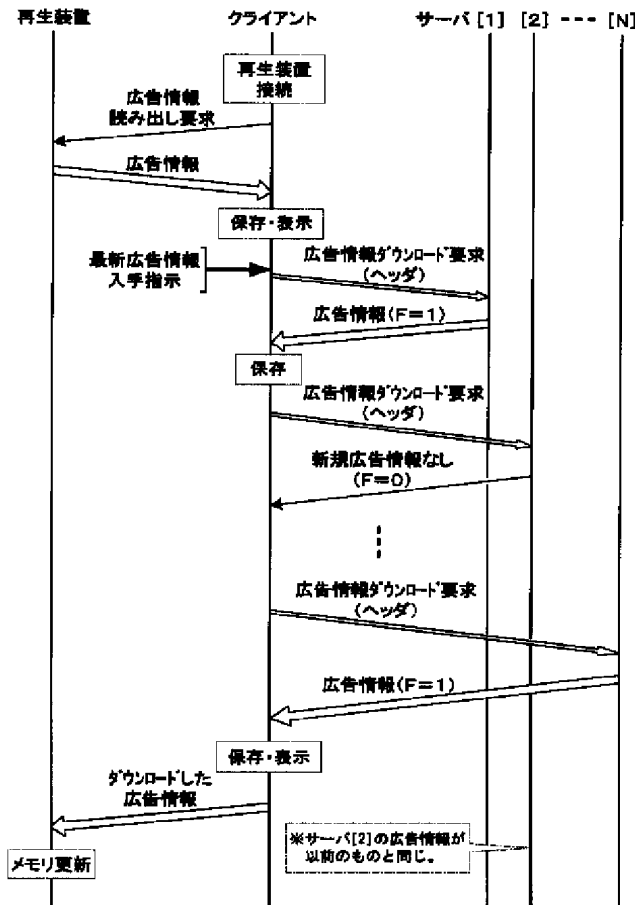 再生装置
クライアント
サーバ [1] [2] --- [N]
再生装置
接続
広告情報
読み出し要求
広告情報
保存・表示
最新広告情報
入手指示
広告情報ダウンロード要求
(ヘッダ)
広告情報(F=1)
保存
広告情報ダウンロード要求
(ヘッダ)
新規広告情報なし
(F=0)
広告情報ダウンロード要求
(ヘッダ)
広告情報(F=1)
保存・表示
ダウンロードした
広告情報
※サーバ[2]の広告情報が
以前のものと同じ。
メモリ更新